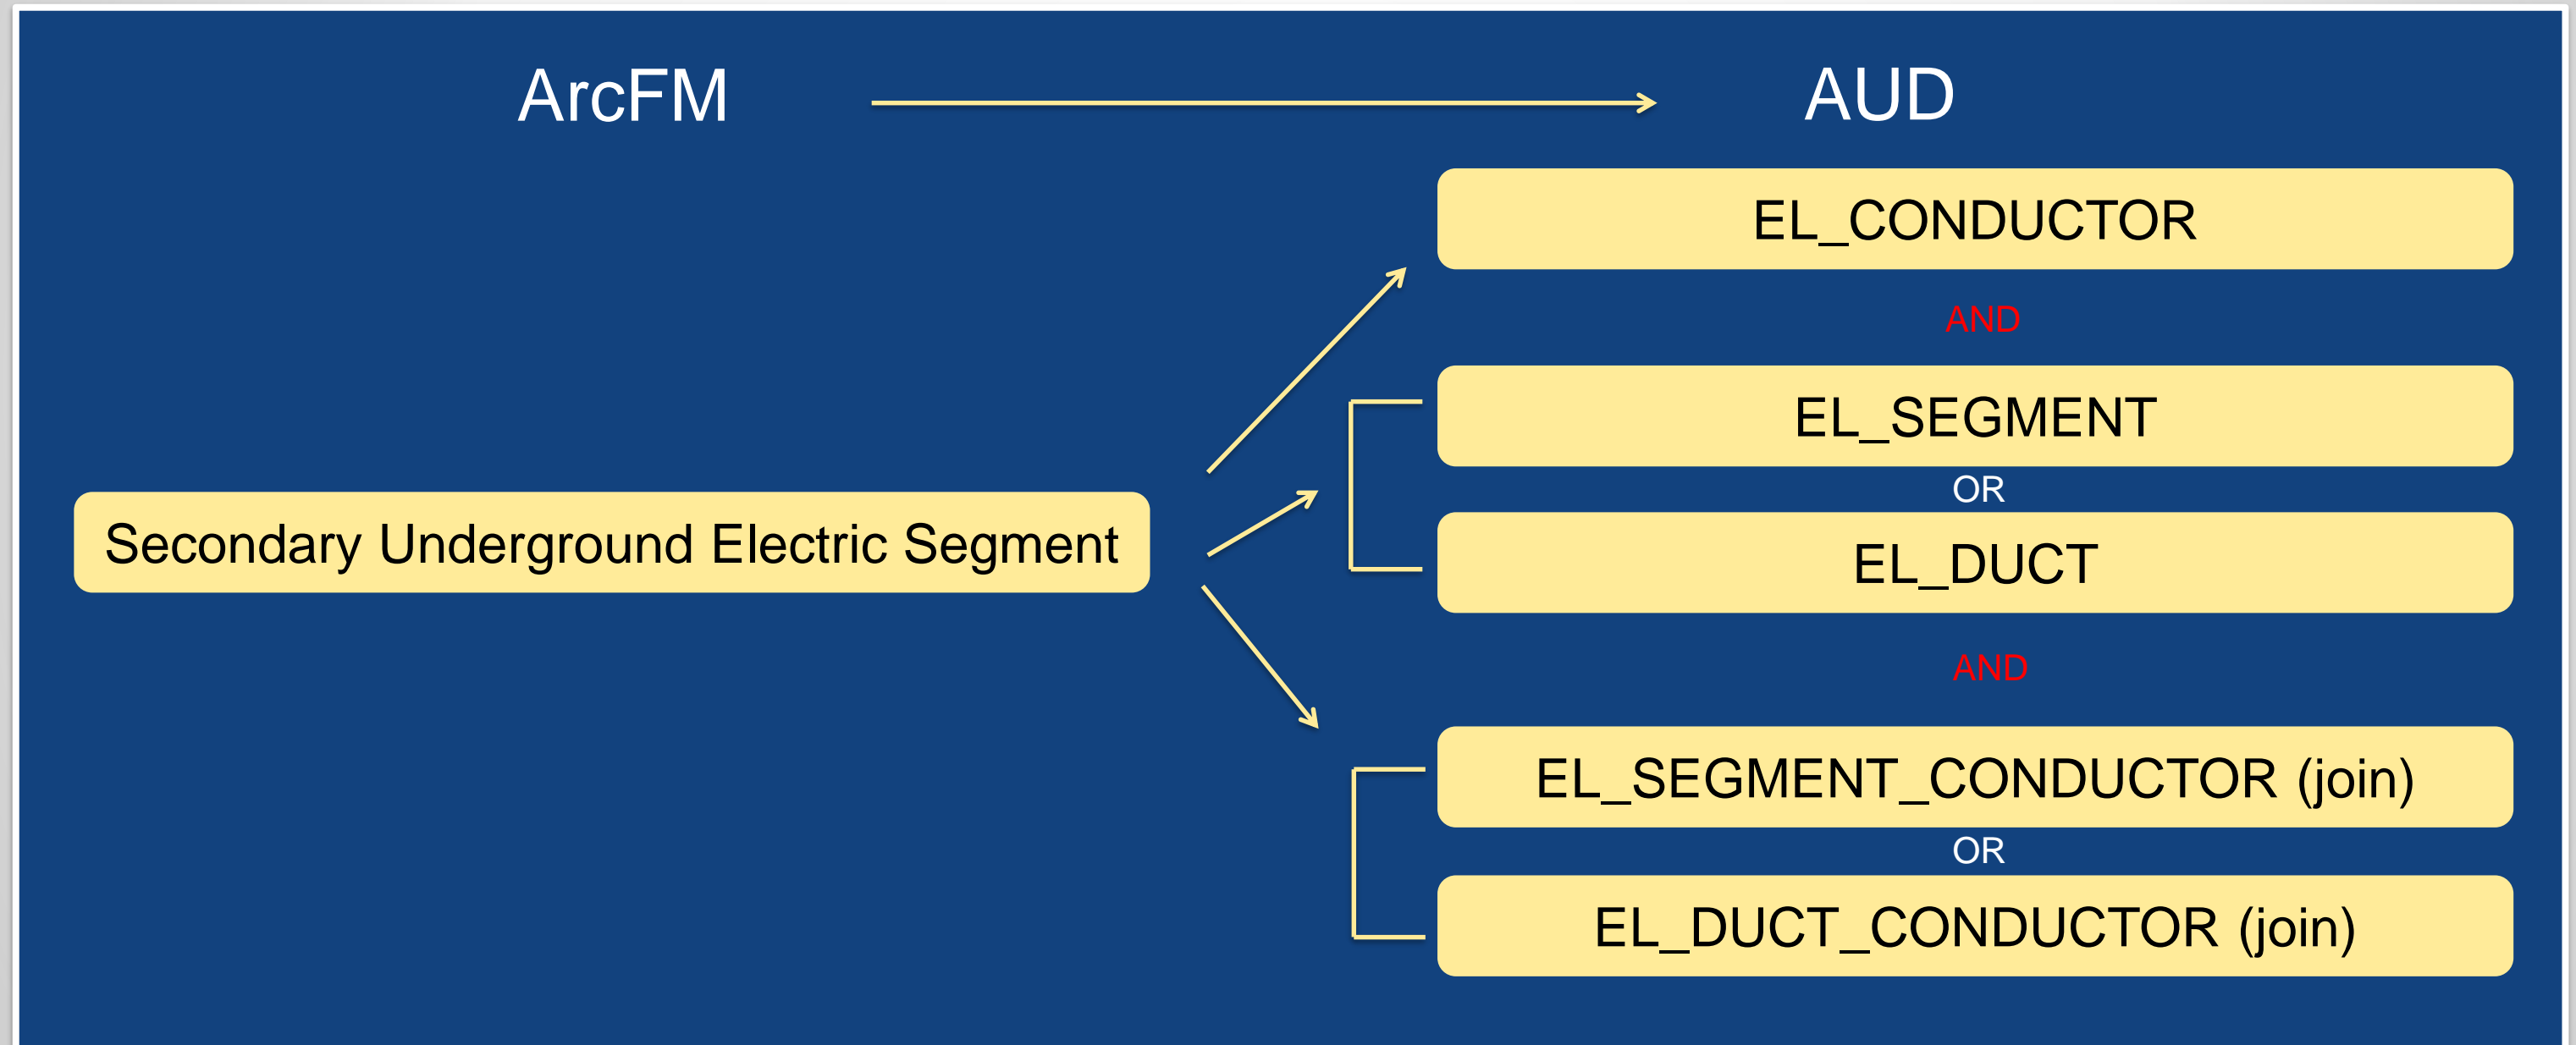 ArcFM
AUD
EL_CONDUCTOR
AND
EL_SEGMENT
OR
Secondary Underground Electric Segment
EL_DUCT
AND
EL_SEGMENT_CONDUCTOR (join)
OR
EL_DUCT_CONDUCTOR (join)